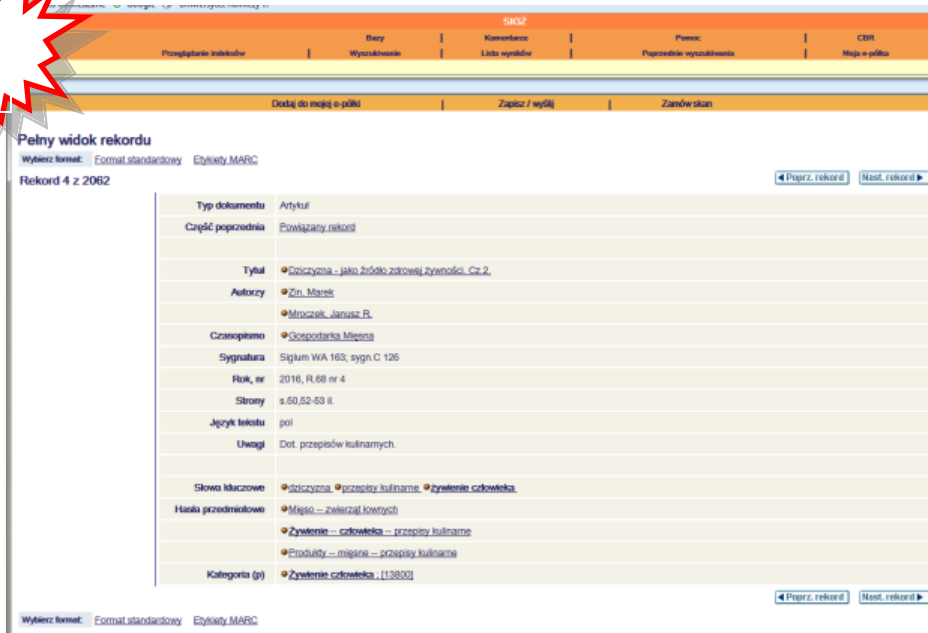 SIGŻ
Bazy | Komentarze | Pomoc | CBR
Przeglądanie indeksów | Wyszukiwanie | Lista wyników | Poprzednie wyszukiwania | Moja e-półka
Dodaj do mojej e-półki | Zapisz / wyślij | Zamów skan
Pełny widok rekordu
Wybierz format: Format standardowy Etykiety MARC
Rekord 4 z 2062
Poprz. rekord Nast. rekord
Typ dokumentu Artykuł
Część poprzednia Powiązany rekord
Tytuł Dziczyzna - jako źródło zdrowej żywności. Cz.2.
Autorzy Zin, Marek
Mroczek, Janusz R.
Czasopismo Gospodarka Mięsna
Sygnatura Siglum WA 163; sygn.C 126
Rok, nr 2016, R.68 nr 4
Strony s.50,52-53 il.
Język tekstu pol
Uwagi Dot. przepisów kulinarnych.
Słowa kluczowe dziczyzna przepisy kulinarne żywienie człowieka
Hasła przedmiotowe Mięso -- zwierząt łownych
Żywienie -- człowieka -- przepisy kulinarne
Produkty -- mięsne -- przepisy kulinarne
Kategoria (p) Żywienie człowieka ; [13800]
Poprz. rekord Nast. rekord
Wybierz format: Format standardowy Etykiety MARC